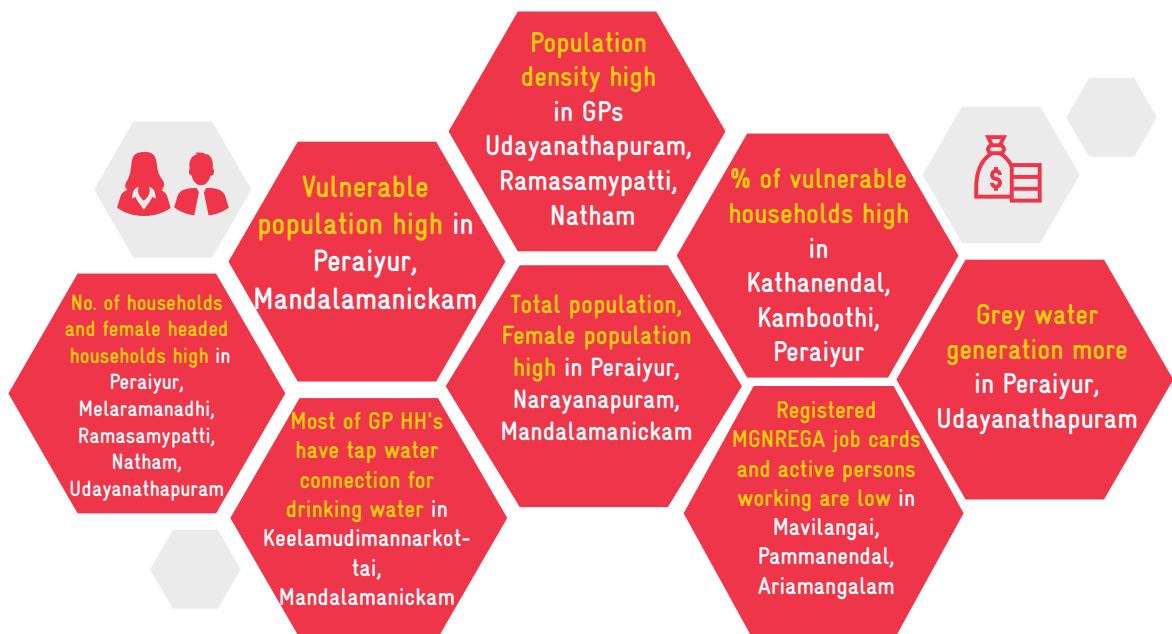 No. of households
and female headed
households high in
Peraiyur,
Melaramanadhi,
Ramasamypatti,
Natham,
Udayanathapuram
Vulnerable
population high in
Peraiyur,
Mandalamanickam
Most of GP HH's
have tap water
connection for
drinking water in
Keelamudimannarkot-
tai,
Mandalamanickam
Population
density high
in GPs
Udayanathapuram,
Ramasamypatti,
Natham
Total population,
Female population
high in Peraiyur,
Narayanapuram,
Mandalamanickam
% of vulnerable
households high
in
Kathanendal,
Kamboothi,
Peraiyur
Registered
MGNREGA job cards
and active persons
working are low in
Mavilangai,
Pammanendal,
Ariamangalam
$
Grey water
generation more
in Peraiyur,
Udayanathapuram